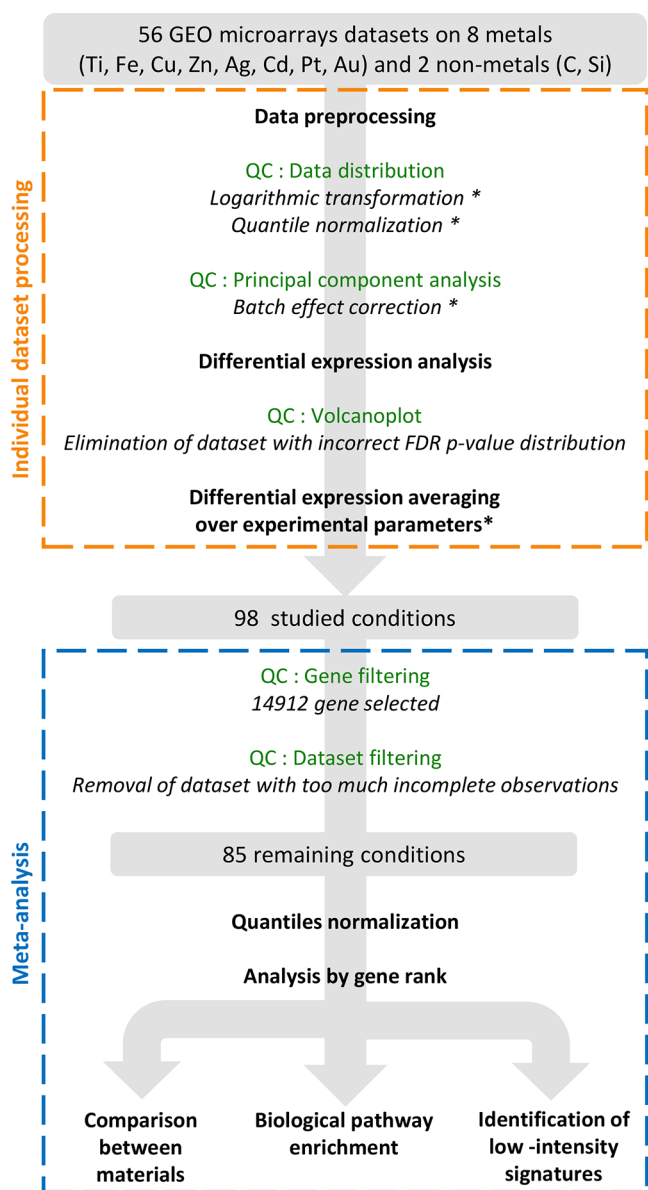 56 GEO microarrays datasets on 8 metals
(Ti, Fe, Cu, Zn, Ag, Cd, Pt, Au) and 2 non-metals (C, Si)
Individual dataset processing
Data preprocessing
QC : Data distribution
Logarithmic transformation *
Quantile normalization *
QC : Principal component analysis
Batch effect correction *
Differential expression analysis
QC : Volcanoplot
Elimination of dataset with incorrect FDR p-value distribution
Differential expression averaging
over experimental parameters*
98 studied conditions
Meta-analysis
QC : Gene filtering
14912 gene selected
QC : Dataset filtering
Removal of dataset with too much incomplete observations
85 remaining conditions
Quantiles normalization
Analysis by gene rank
Comparison
between
materials
Biological pathway
enrichment
Identification of
low -intensity
signatures